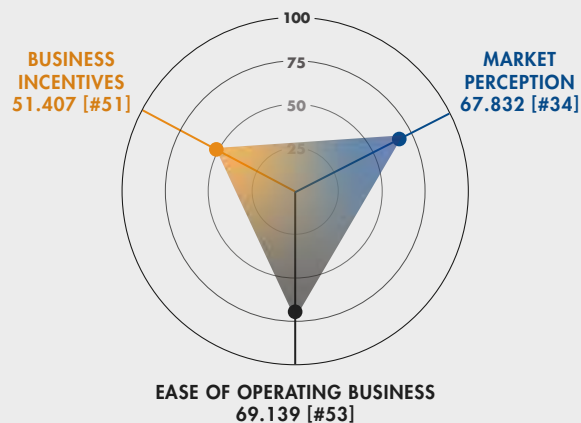 100
75
50
25
BUSINESS
INCENTIVES
51.407 [#51]
MARKET
PERCEPTION
67.832 [#34]
EASE OF OPERATING BUSINESS
69.139 [#53]